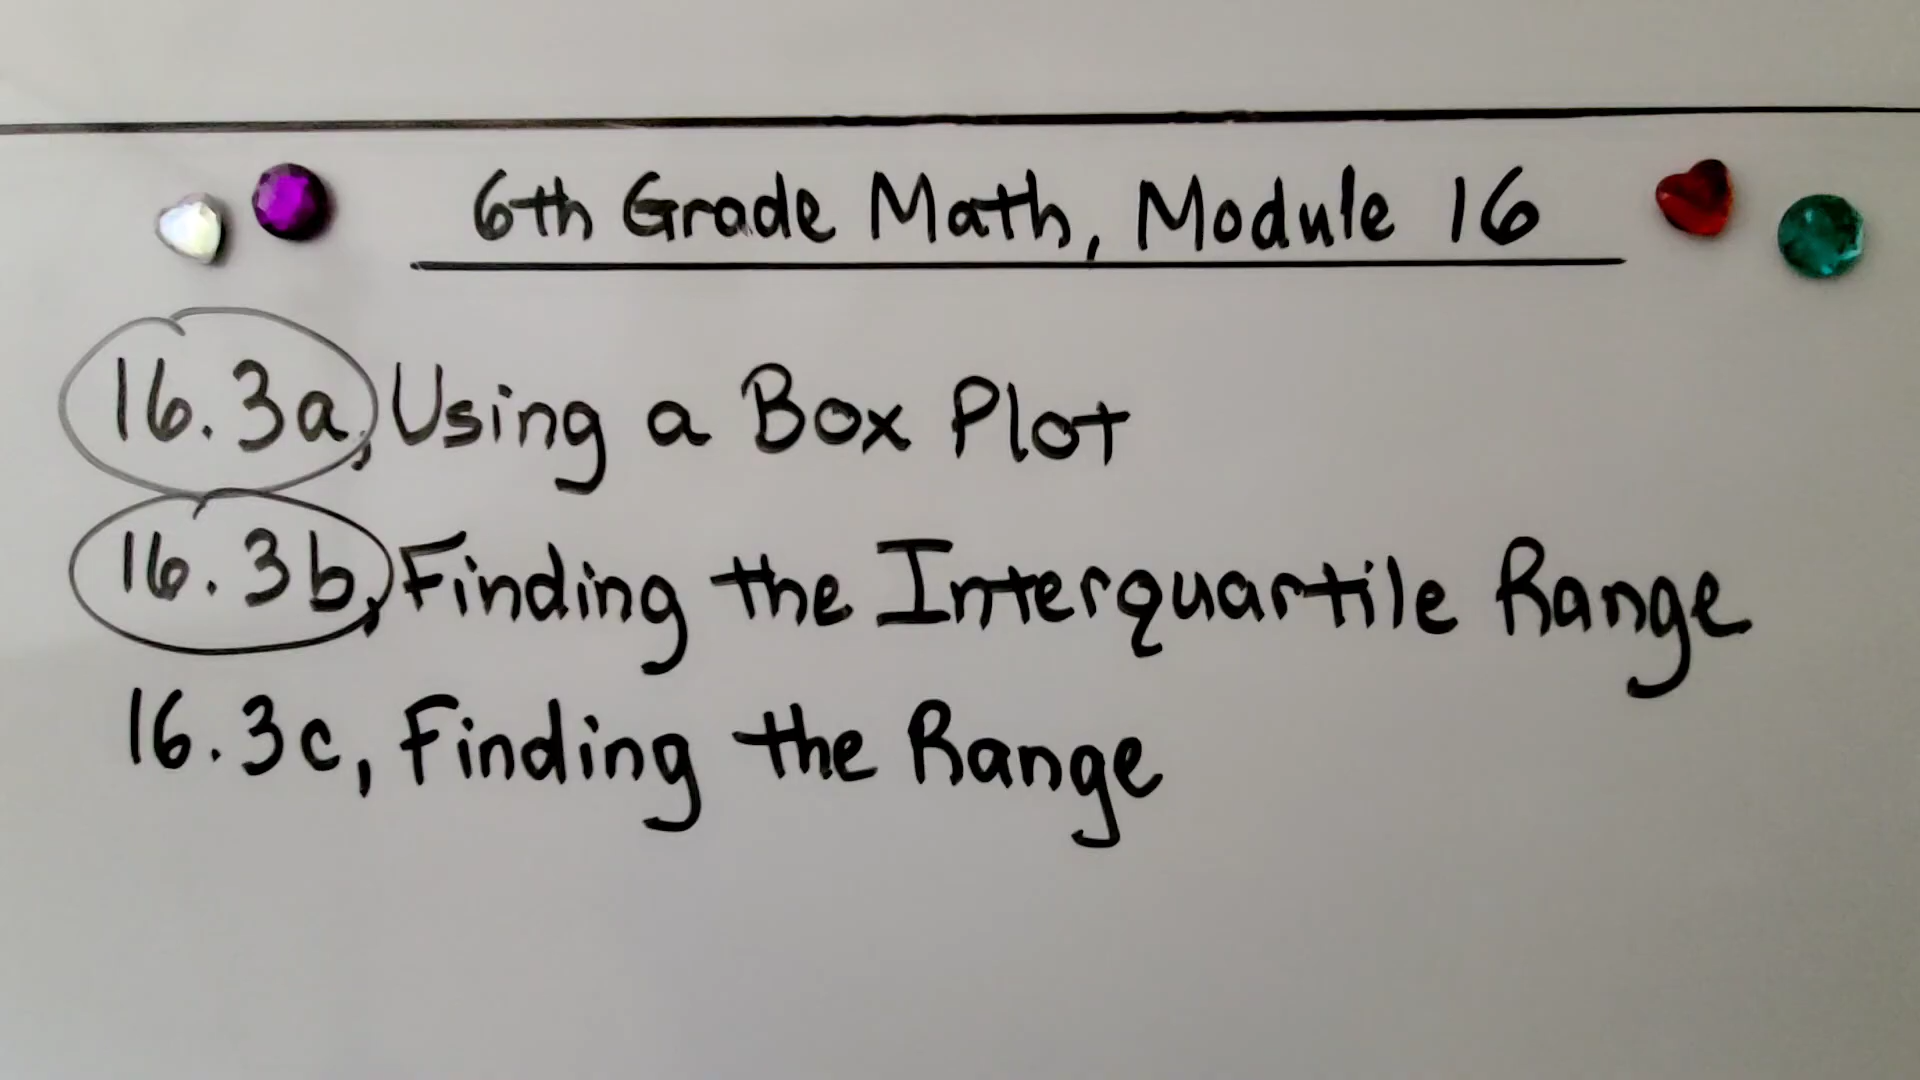 6th Grade Math, Module 16
16.3a, Using a Box Plot
16.3b, Finding the Interquartile Range
16.3c, Finding the Range